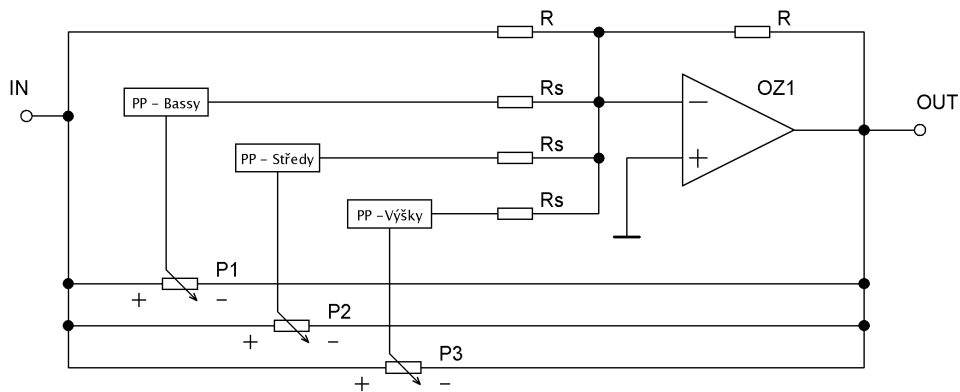 R R
IN
PP - Bassy
Rs
OZ1
OUT
−
PP - Středy
Rs
+
PP - Výšky
Rs
P1
+ -
P2
+ -
P3
+ -